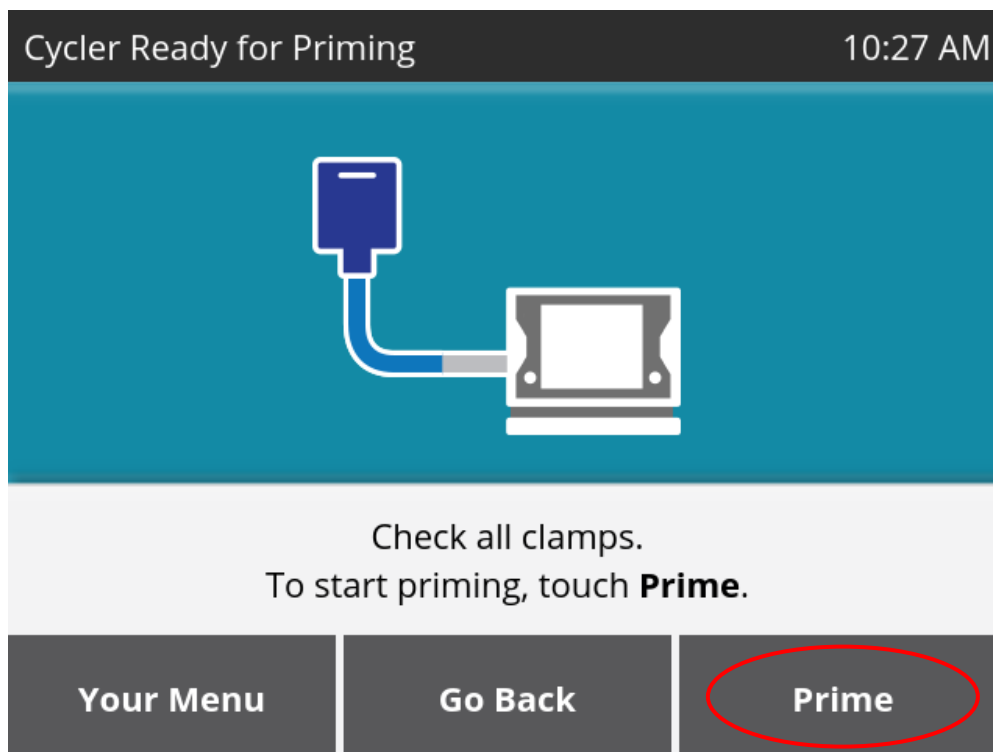 Cycler Ready for Priming
10:27 AM
Check all clamps.
To start priming, touch Prime.
Your Menu
Go Back
Prime